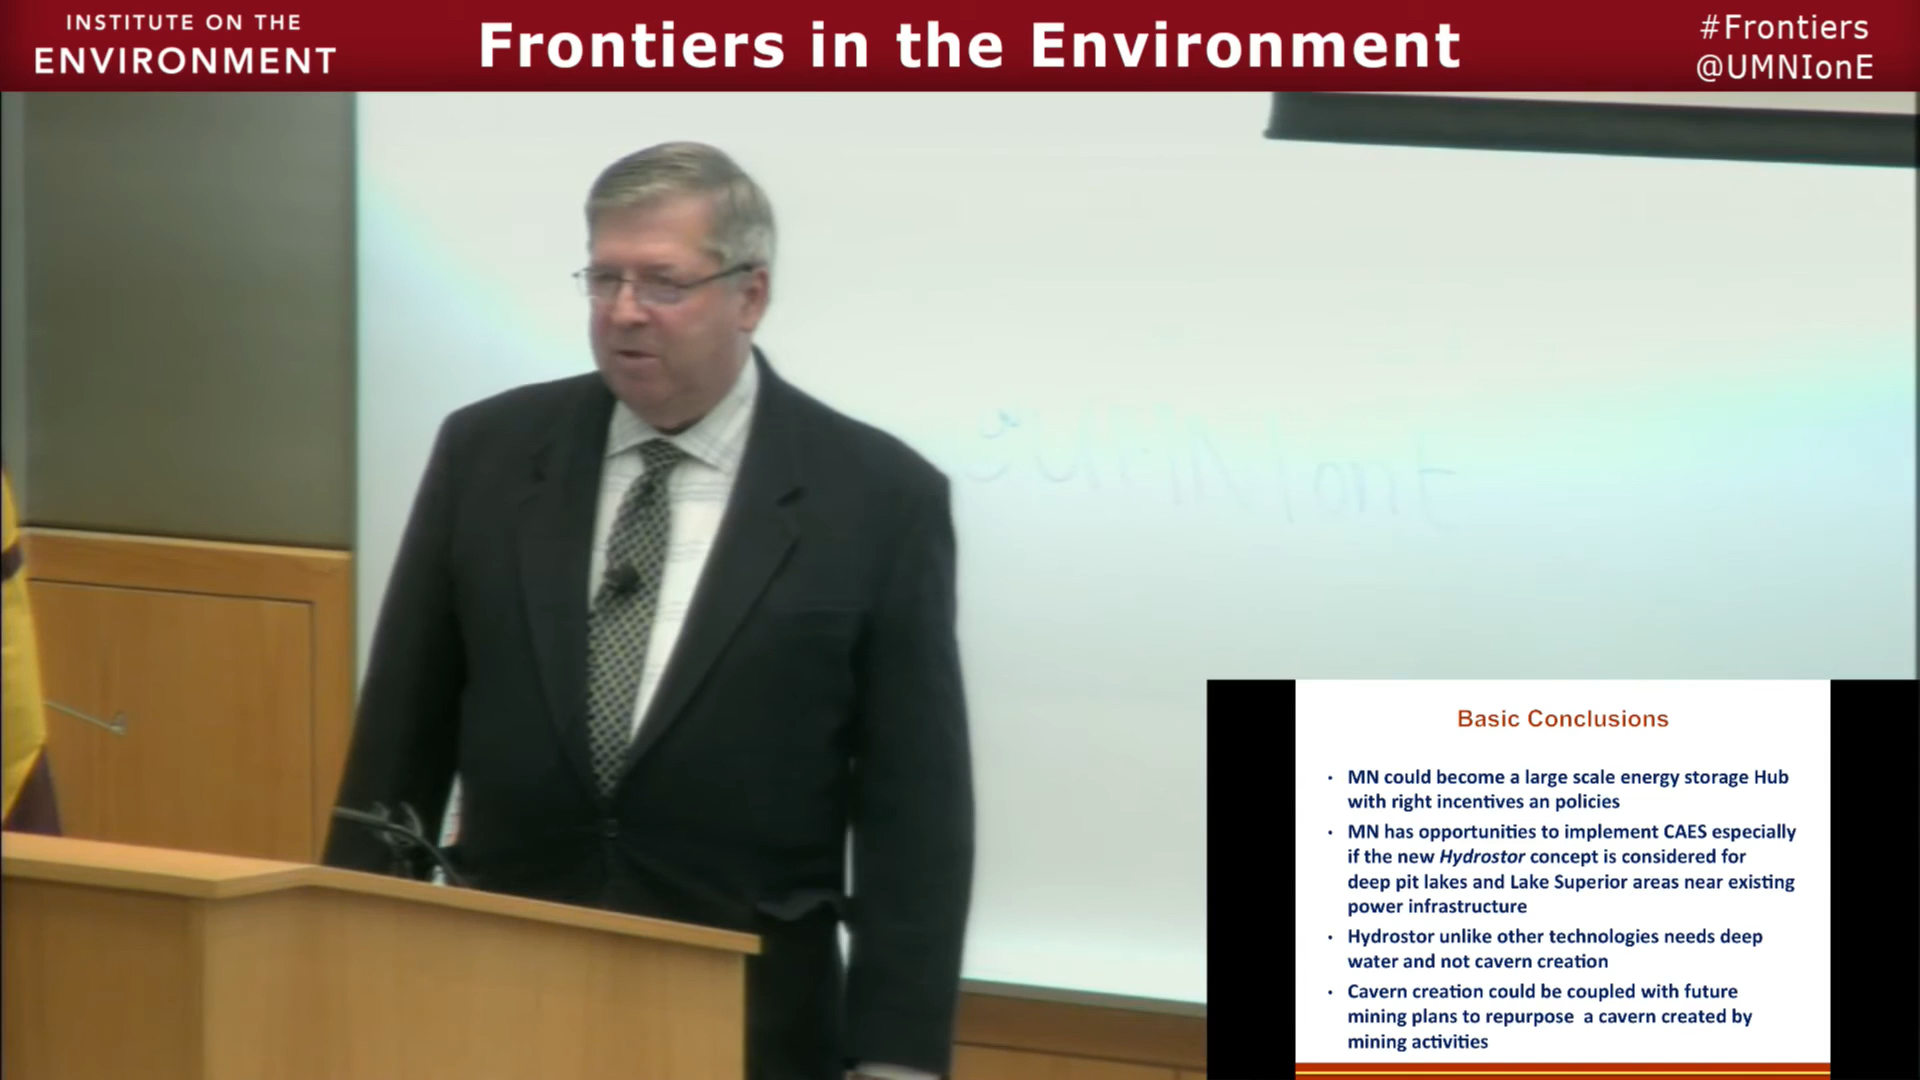 INSTITUTE ON THE
ENVIRONMENT
Frontiers in the Environment
#Frontiers
@UMNIonE
Basic Conclusions
• MN could become a large scale energy storage Hub
with right incentives an policies
• MN has opportunities to implement CAES especially
if the new Hydrostor concept is considered for
deep pit lakes and Lake Superior areas near existing
power infrastructure
• Hydrostor unlike other technologies needs deep
water and not cavern creation
• Cavern creation could be coupled with future
mining plans to repurpose a cavern created by
mining activities